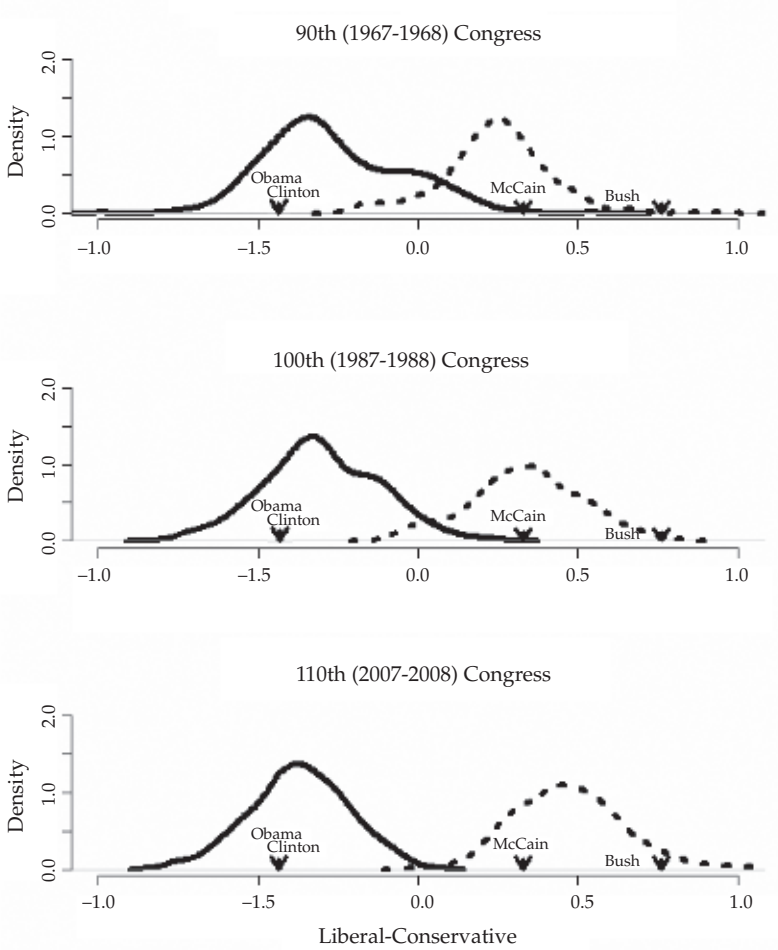 90th (1967-1968) Congress
Density
2.0
1.0
0.0
Obama
Clinton
McCain
Bush
–1.0
–1.5
0.0
0.5
1.0
100th (1987-1988) Congress
Density
2.0
1.0
0.0
Obama
Clinton
McCain
Bush
–1.0
–1.5
0.0
0.5
1.0
110th (2007-2008) Congress
Density
2.0
1.0
0.0
Obama
Clinton
McCain
Bush
–1.0
–1.5
0.0
0.5
1.0
Liberal-Conservative